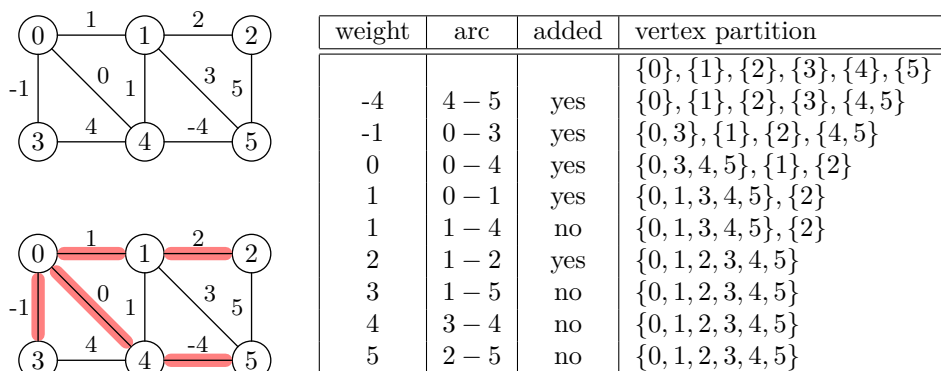 1 2
0 1 2
-1 0 1 3 5
4 -4
3 4 5
1 2
0 1 2
-1 0 1 3 5
4 -4
3 4 5
weight arc added vertex partition
{0}, {1}, {2}, {3}, {4}, {5}
-4 4 − 5 yes {0}, {1}, {2}, {3}, {4, 5}
-1 0 − 3 yes {0, 3}, {1}, {2}, {4, 5}
0 0 − 4 yes {0, 3, 4, 5}, {1}, {2}
1 0 − 1 yes {0, 1, 3, 4, 5}, {2}
1 1 − 4 no {0, 1, 3, 4, 5}, {2}
2 1 − 2 yes {0, 1, 2, 3, 4, 5}
3 1 − 5 no {0, 1, 2, 3, 4, 5}
4 3 − 4 no {0, 1, 2, 3, 4, 5}
5 2 − 5 no {0, 1, 2, 3, 4, 5}